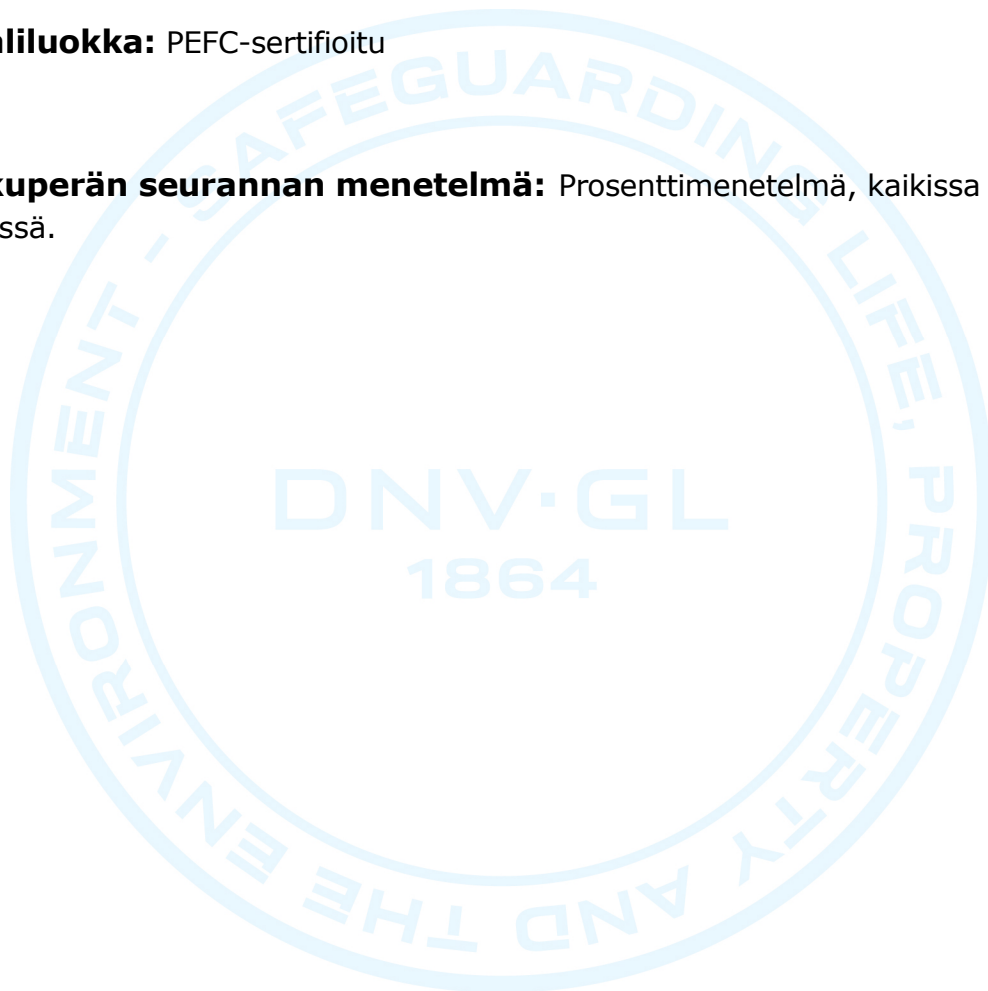 aliluokka: PEFC-sertifioitu
kuperän seurannan menetelmä: Prosenttimenetelmä, kaikissa
ssä.
SAFEGUARDING LIFE, PROPERTY AND THE ENVIRONMENT -
DNV·GL
1864